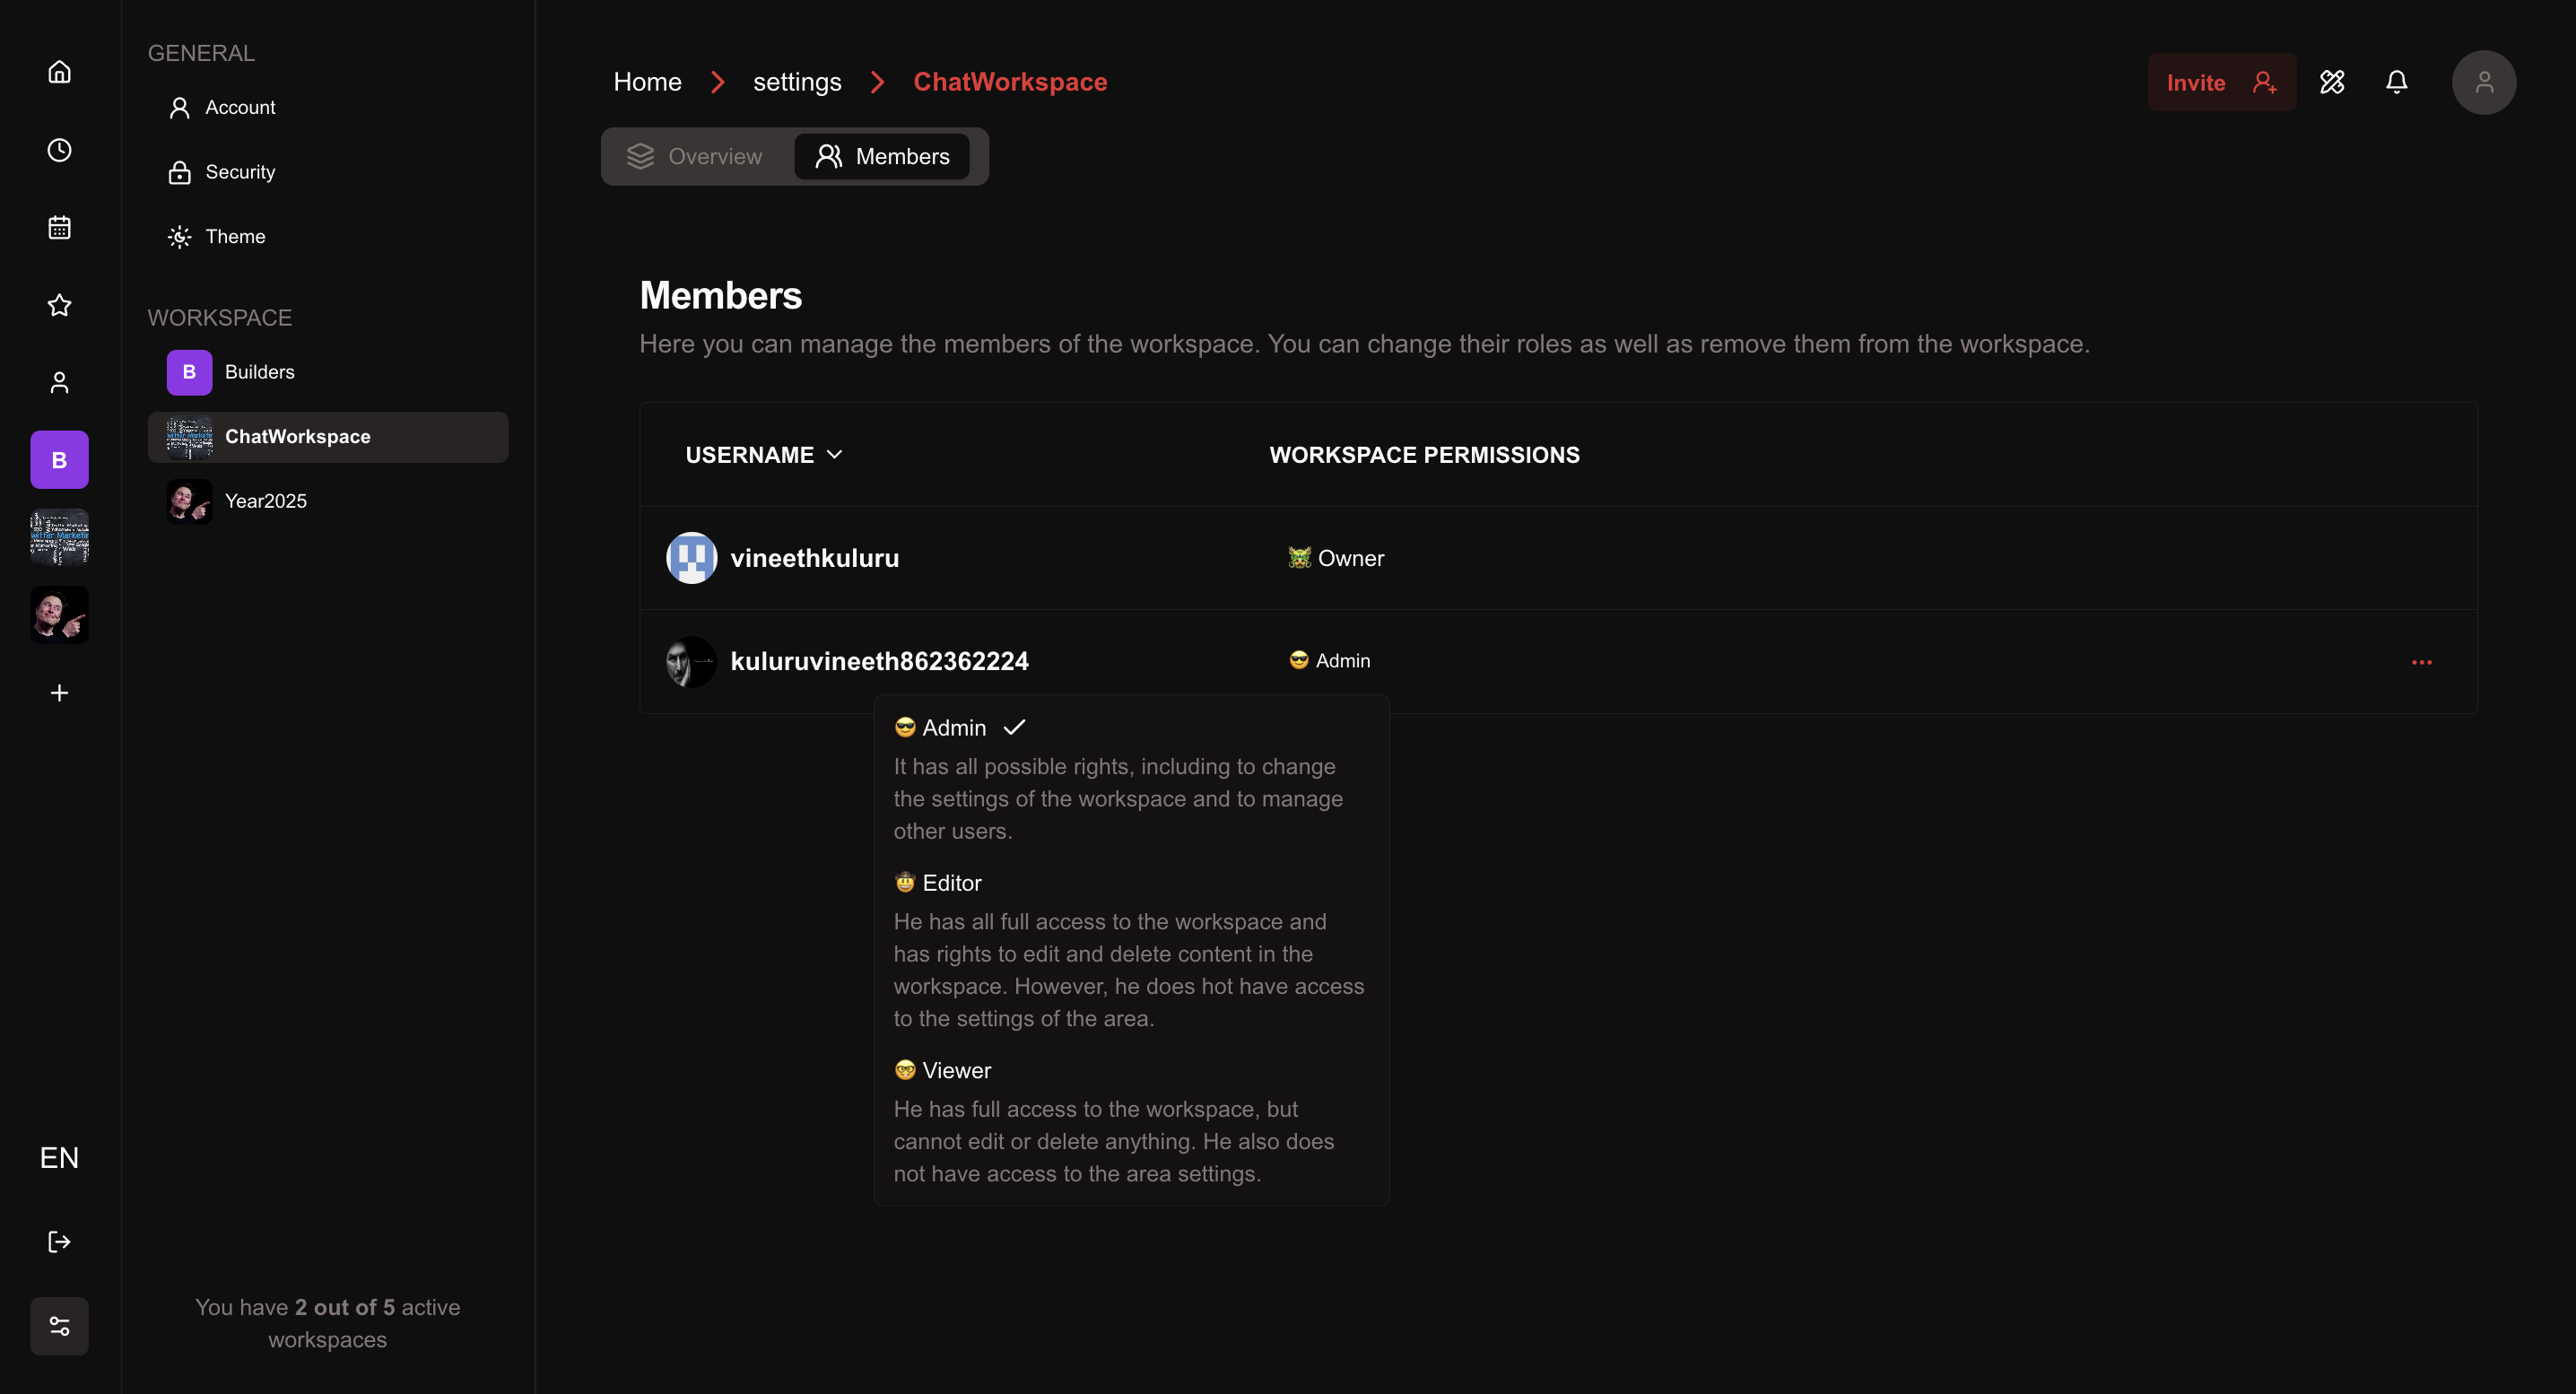 GENERAL
Account
Security
Theme
WORKSPACE
B
Builders
ChatWorkspace
Year2025
B
witter Marketin
Web
EN
You have 2 out of 5 active
workspaces
Home settings ChatWorkspace
Invite
Overview Members
Members
Here you can manage the members of the workspace. You can change their roles as well as remove them from the workspace.
USERNAME WORKSPACE PERMISSIONS
vineethkuluru Owner
kuluruvineeth862362224 Admin
Admin
It has all possible rights, including to change
the settings of the workspace and to manage
other users.
Editor
He has all full access to the workspace and
has rights to edit and delete content in the
workspace. However, he does hot have access
to the settings of the area.
Viewer
He has full access to the workspace, but
cannot edit or delete anything. He also does
not have access to the area settings.